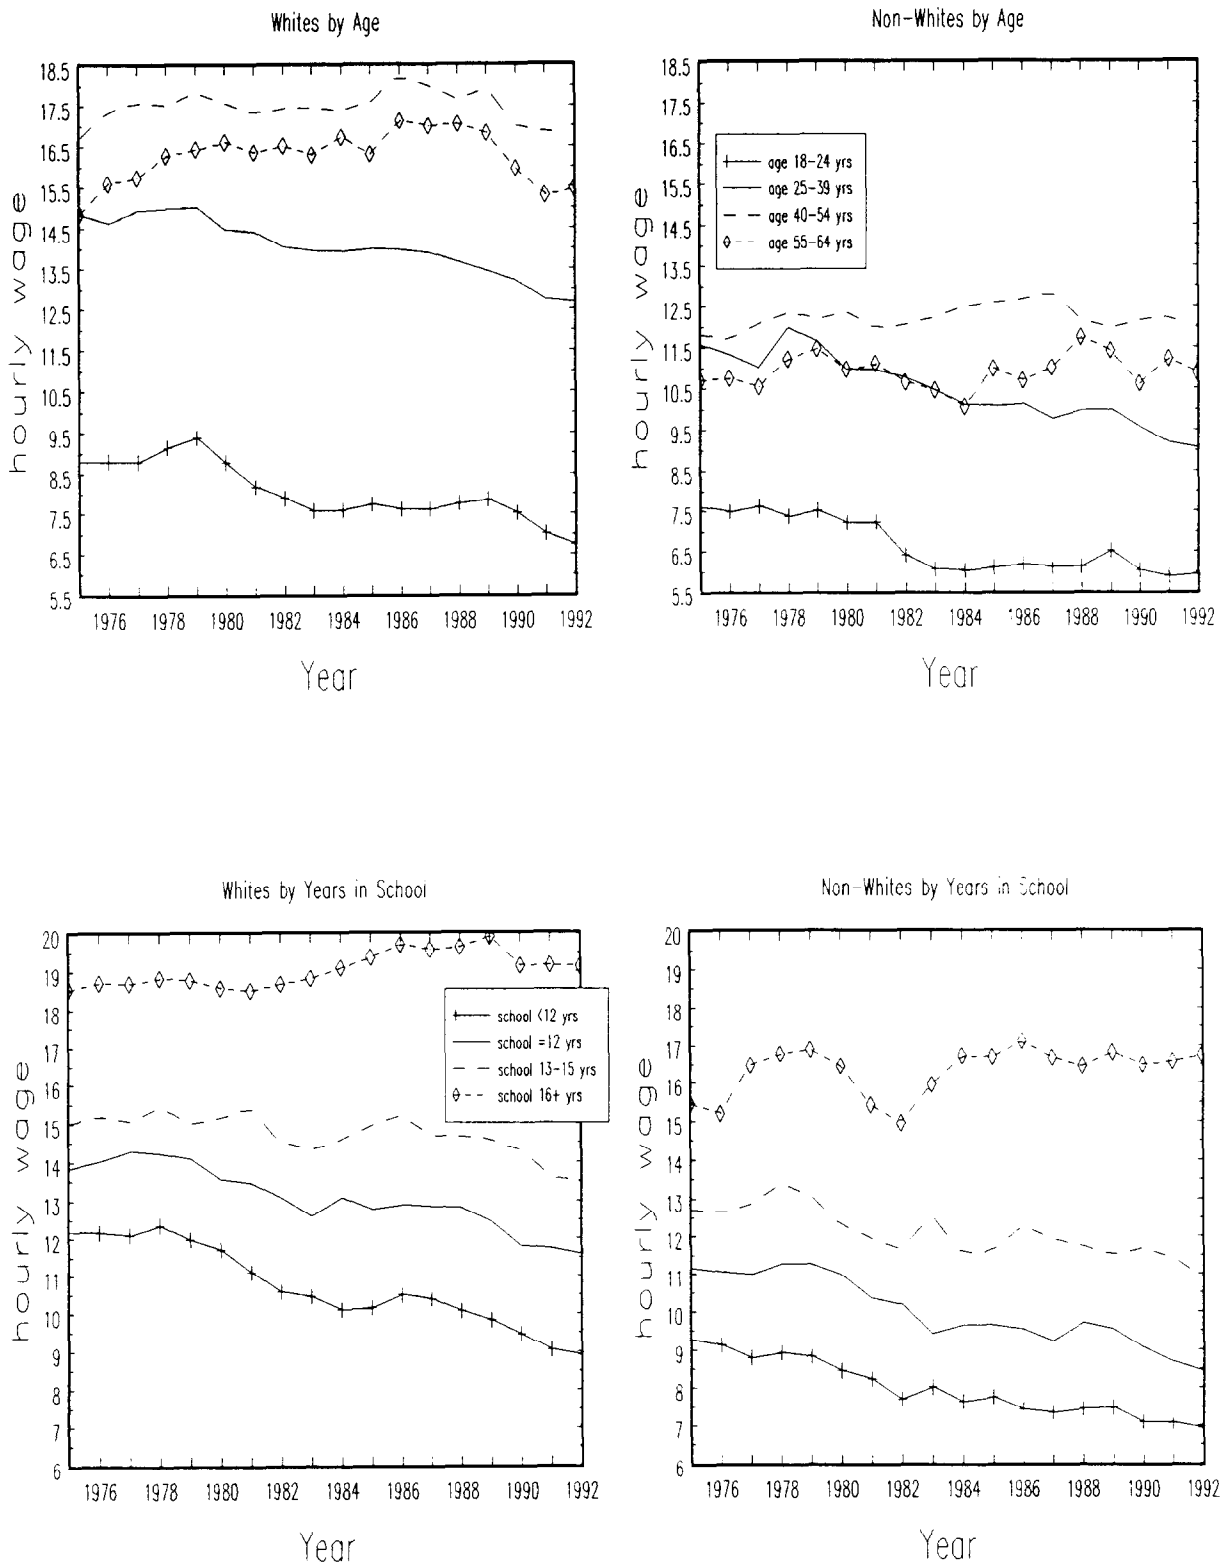 Whites by Age
18.5
17.5
16.5
15.5
14.5
13.5
12.5
11.5
10.5
9.5
8.5
7.5
6.5
5.5
hourly wage
1976 1978 1980 1982 1984 1986 1988 1990 1992
Year
Non-Whites by Age
18.5
17.5
16.5
15.5
14.5
13.5
12.5
11.5
10.5
9.5
8.5
7.5
6.5
5.5
hourly wage
age 18-24 yrs
age 25-39 yrs
age 40-54 yrs
age 55-64 yrs
1976 1978 1980 1982 1984 1986 1988 1990 1992
Year
Whites by Years in School
20
19
18
17
16
15
14
13
12
11
10
9
8
7
6
hourly wage
school <12 yrs
school =12 yrs
school 13-15 yrs
school 16+ yrs
1976 1978 1980 1982 1984 1986 1988 1990 1992
Year
Non-Whites by Years in School
20
19
18
17
16
15
14
13
12
11
10
9
8
7
6
hourly wage
1976 1978 1980 1982 1984 1986 1988 1990 1992
Year